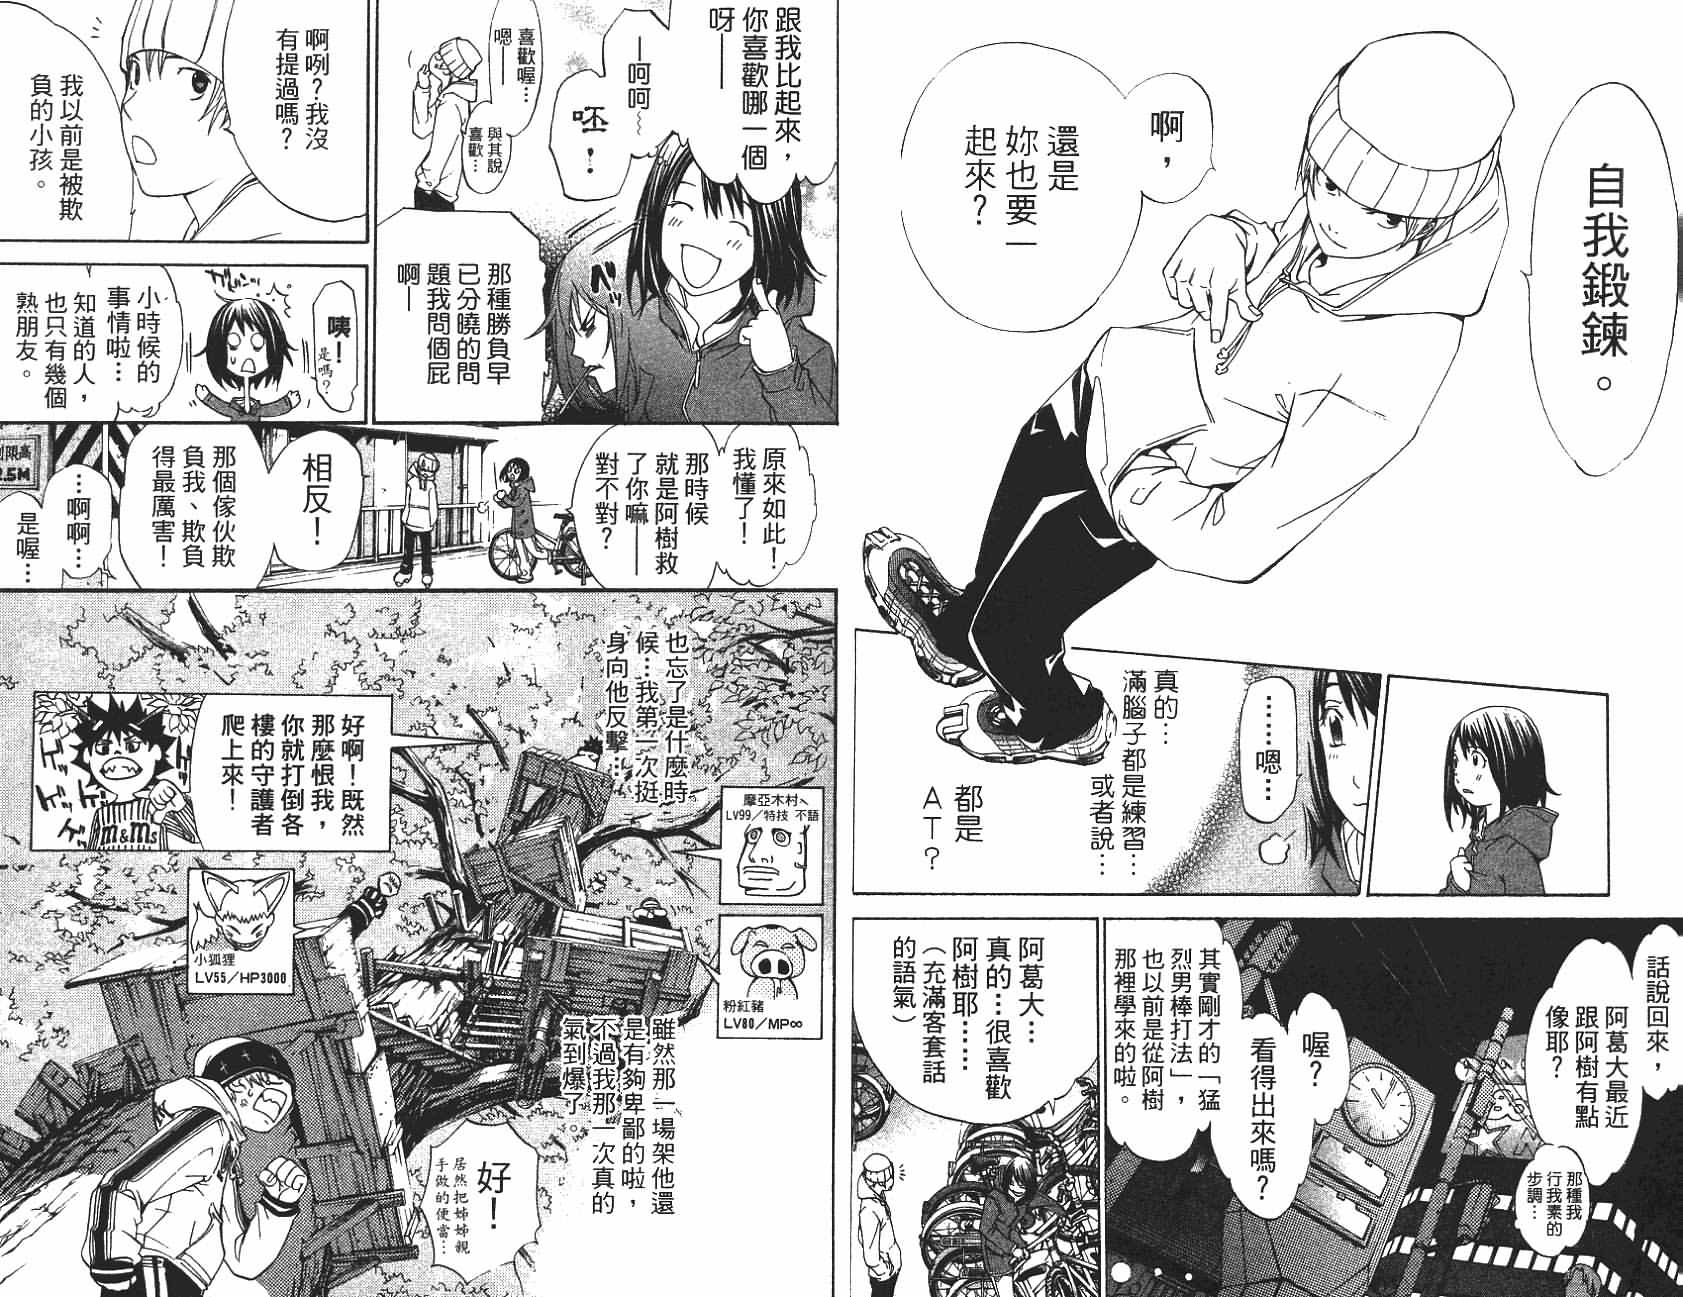 自我鍛鍊。
啊，
還是
妳也要一
起來？
……嗯…
真的…
滿腦子都是練習…
或者說…
都是
ＡＴ？
話說回來，
阿葛大最近
跟阿樹有點
像耶？
那種我
行我素的
步調…
喔？
看得出來嗎？
其實剛才的「猛
烈男棒打法」，
也以前是從阿樹
那裡學來的啦。
阿葛大…
真的…很喜歡
阿樹耶……
（充滿客套話
的語氣）
跟我比起來，
你喜歡哪一個
呀——
—呵呵～
呸！
喜歡喔…
嗯——
與其說
喜歡…
那種勝負早
已分曉的問
題我問個屁
啊—
啊咧？我沒
有提過嗎？
我以前是被欺
負的小孩。
咦！
是嗎？
小時候的
事情啦…
知道的人，
也只有幾個
熟朋友。
原來如此！
我懂了！
那時候
就是阿樹救
了你嘛——
對不對？
相反！
那個傢伙欺
負我、欺負
得最厲害！
…啊啊…
是喔…
限高
2.5M
也忘了是什麼時
候…我第一次挺
身向他反擊…
好啊！既然
那麼恨我，
你就打倒各
樓的守護者
爬上來！
m&ms
摩亞木村
LV99／特技 不語
粉紅豬
LV80／MP∞
小狐狸
LV55／HP3000
雖然那一場架他還
是有夠卑鄙的啦，
不過我那一次真的
氣到爆了。
好！
居然把姊姊親
手做的便當…